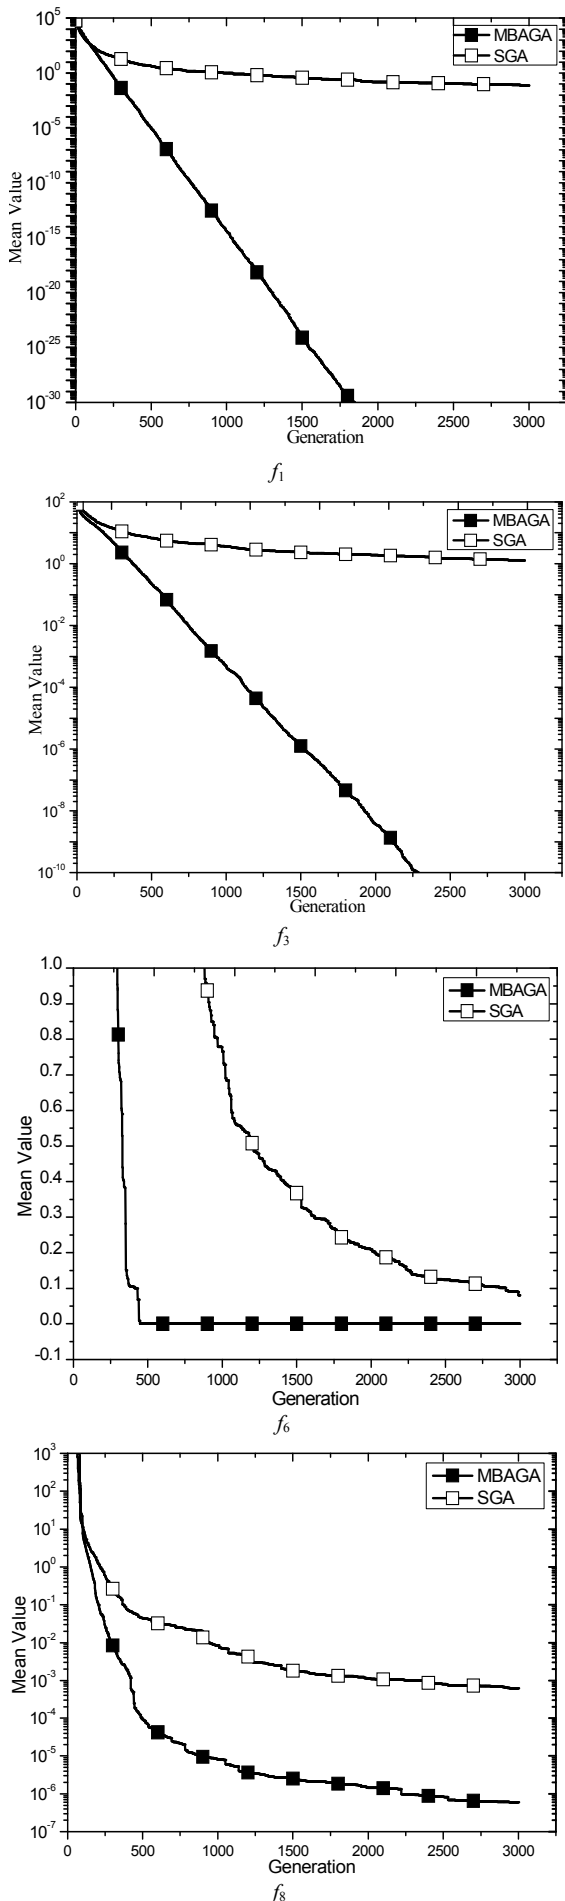 10^5
10^0
10^-5
10^-10
10^-15
10^-20
10^-25
10^-30
Mean Value
MBAGA
SGA
0 500 1000 1500 2000 2500 3000
Generation
f1
10^2
10^0
10^-2
10^-4
10^-6
10^-8
10^-10
Mean Value
MBAGA
SGA
0 500 1000 1500 2000 2500 3000
Generation
f3
1.0
0.9
0.8
0.7
0.6
0.5
0.4
0.3
0.2
0.1
0.0
-0.1
Mean Value
MBAGA
SGA
0 500 1000 1500 2000 2500 3000
Generation
f6
10^3
10^2
10^1
10^0
10^-1
10^-2
10^-3
10^-4
10^-5
10^-6
10^-7
Mean Value
MBAGA
SGA
0 500 1000 1500 2000 2500 3000
Generation
f8